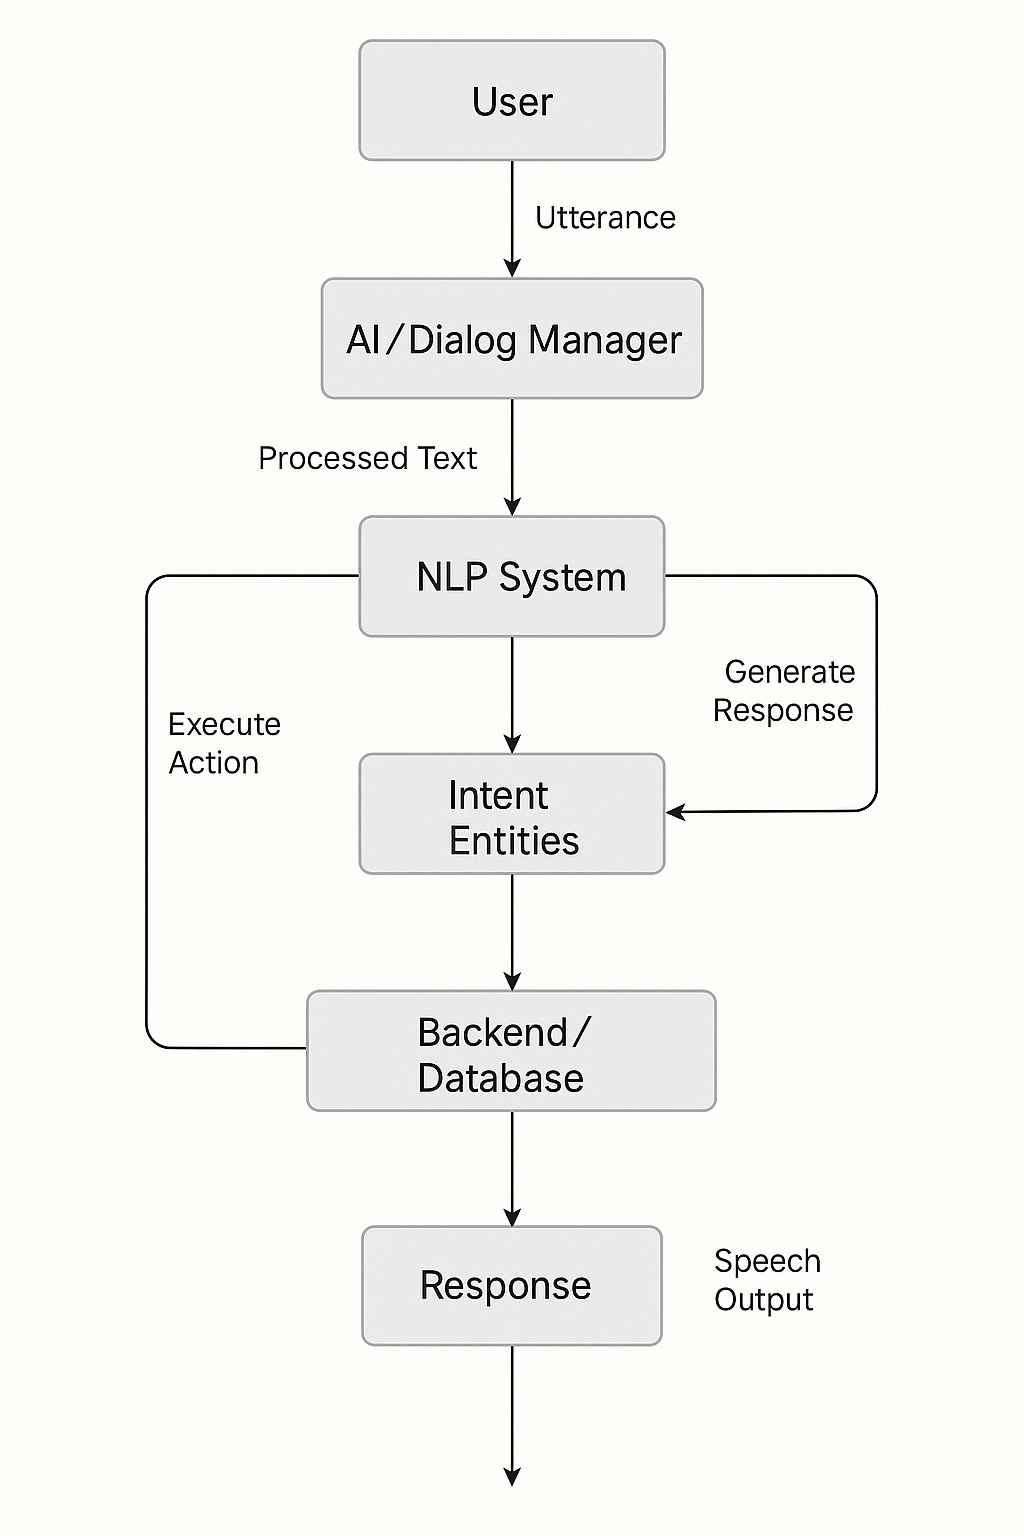 User
Utterance
AI/Dialog Manager
Processed Text
NLP System
Generate
Response
Execute
Action
Intent
Entities
Backend/
Database
Response
Speech
Output